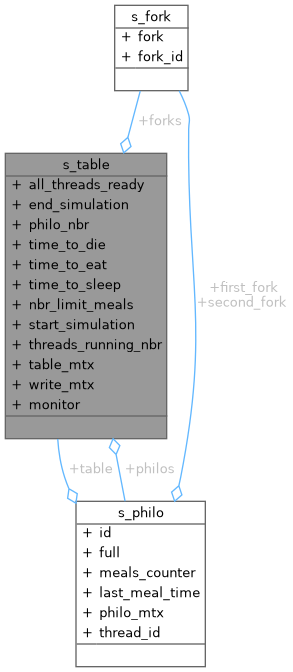 s_fork
+ fork
+ fork_id
+forks
s_table
+ all_threads_ready
+ end_simulation
+ philo_nbr
+ time_to_die
+ time_to_eat
+ time_to_sleep
+ nbr_limit_meals
+ start_simulation
+ threads_running_nbr
+ table_mtx
+ write_mtx
+ monitor
+first_fork
+second_fork
+table
+philos
s_philo
+ id
+ full
+ meals_counter
+ last_meal_time
+ philo_mtx
+ thread_id